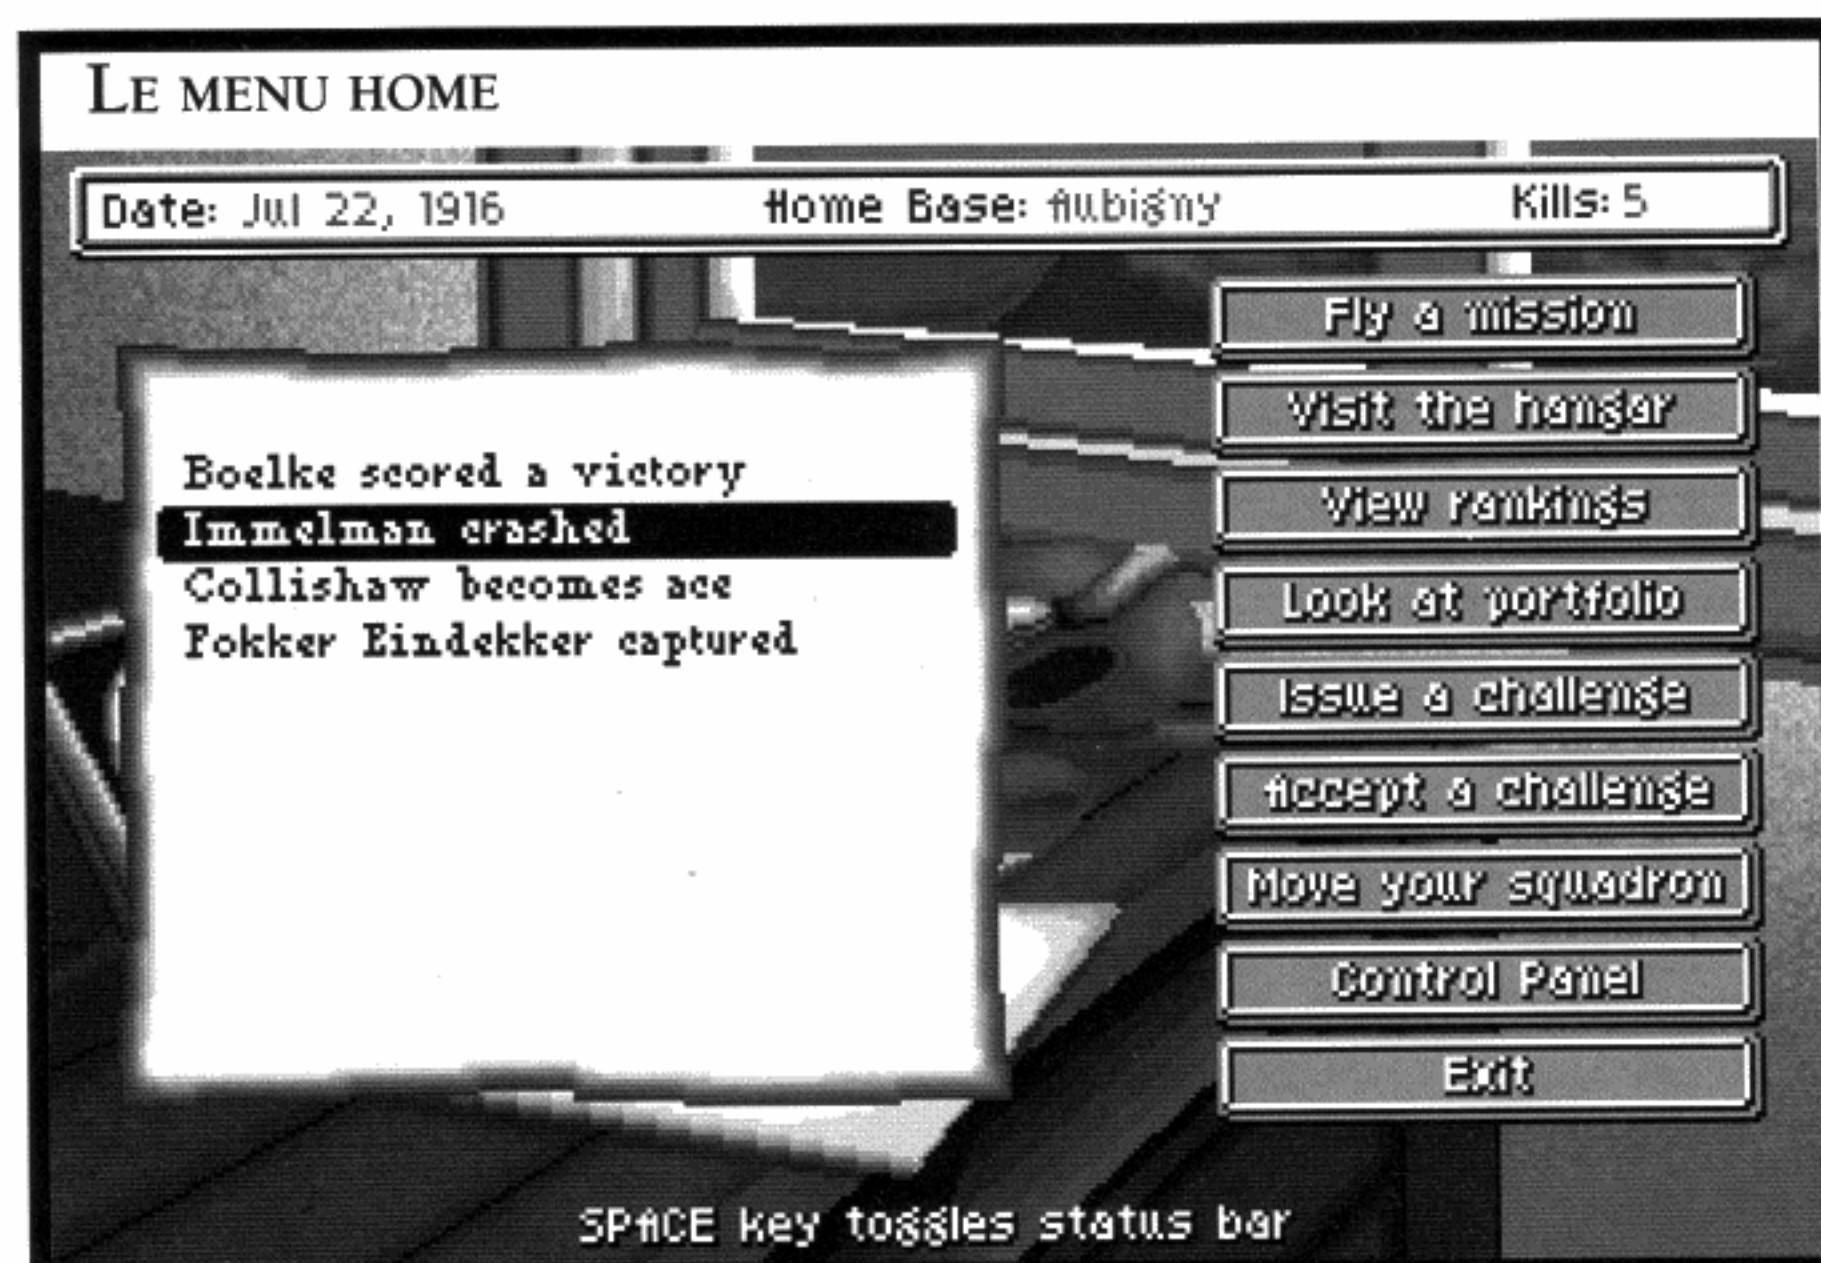 LE MENU HOME
Date: Jul 22, 1916 Home Base: Aubigny Kills: 5
Boelke scored a victory
Immelman crashed
Collishaw becomes ace
Fokker Eindekker captured
Fly a mission
Visit the hangar
View rankings
Look at portfolio
Issue a challenge
Accept a challenge
Move your squadron
Control Panel
Exit
SPACE key toggles status bar